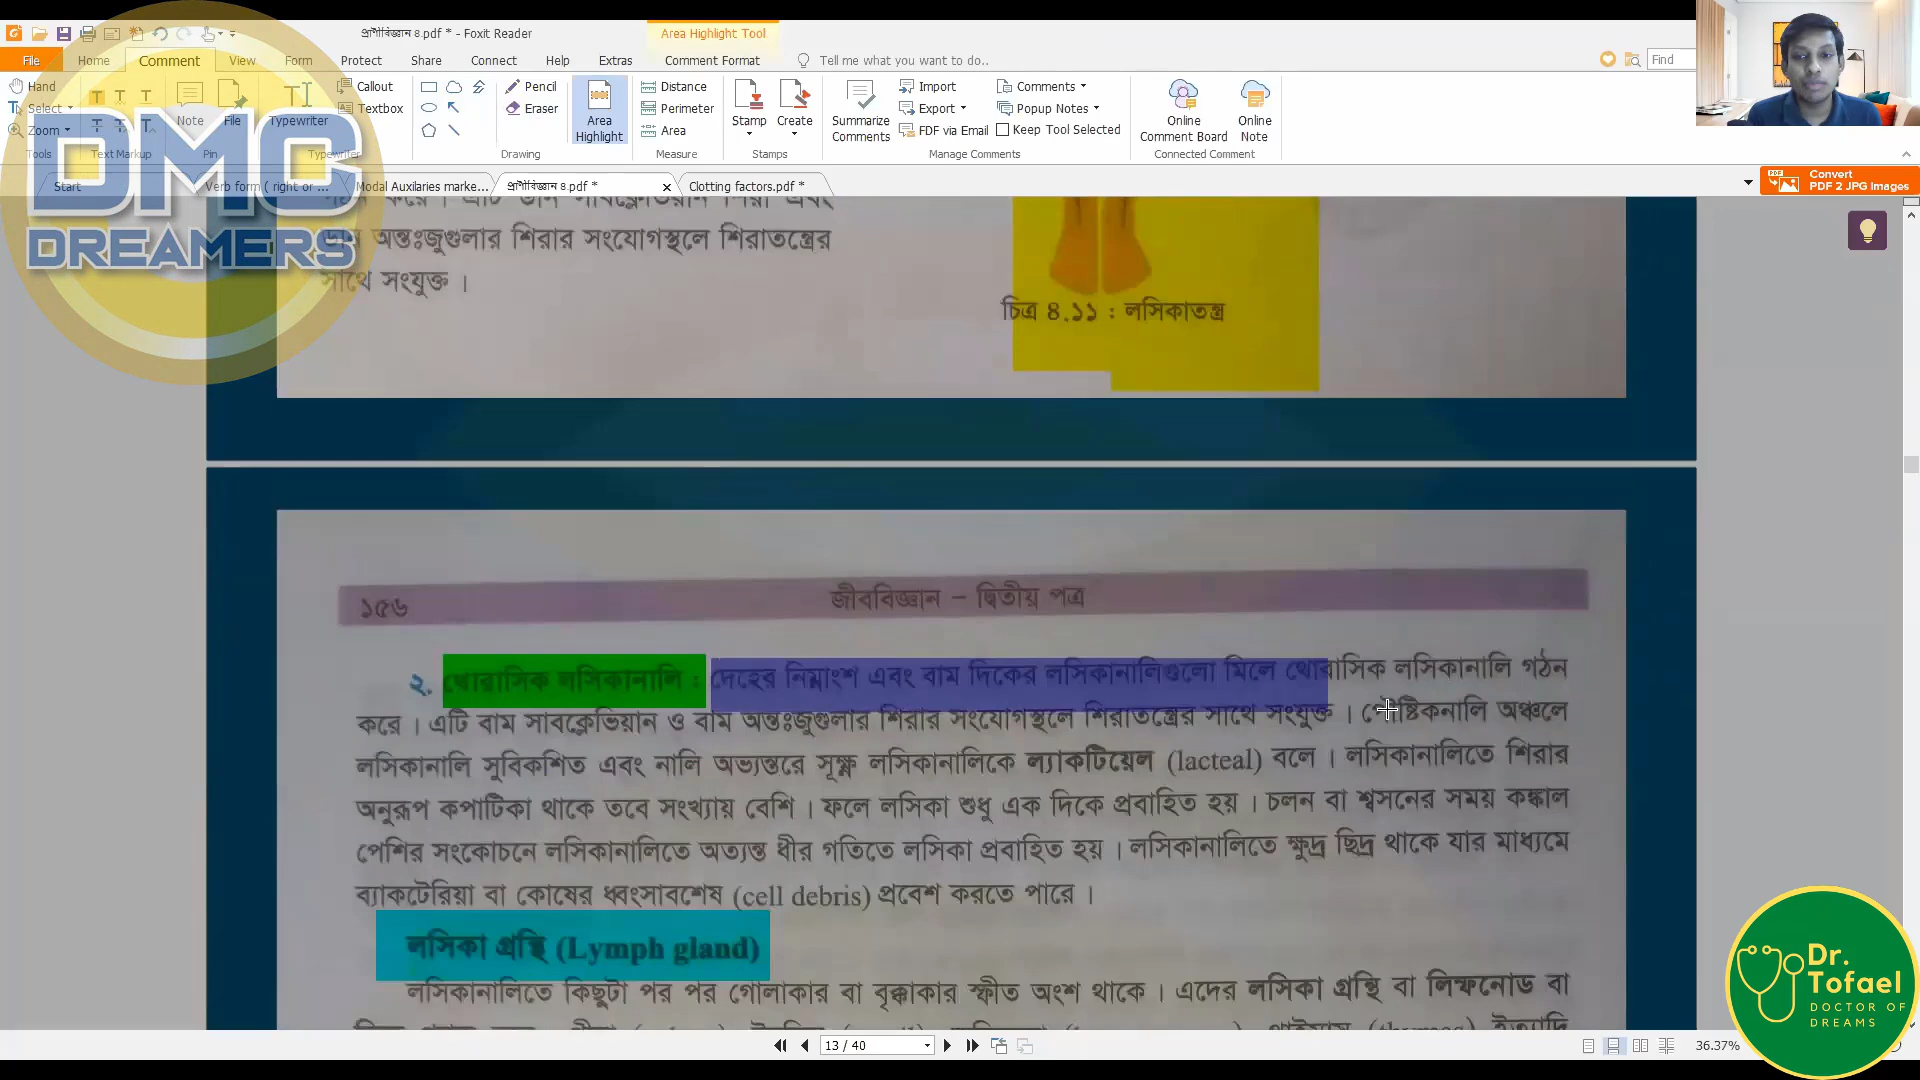 প্রাণীবিজ্ঞান ৪.pdf * - Foxit Reader
Area Highlight Tool
File Home Comment View Form Protect Share Connect Help Extras Comment Format Tell me what you want to do.. Find
Hand Callout Pencil Distance Import Comments
Select Textbox Eraser Perimeter Export Popup Notes
Zoom Note File Typewriter Area Highlight Area Stamp Create Summarize Comments FDF via Email Keep Tool Selected Online Comment Board Online Note
Tools Text Markup Pin Typewriter Drawing Measure Stamps Manage Comments Connected Comment
Start Verb form ( right or ... Modal Auxilaries marke... প্রাণীবিজ্ঞান ৪.pdf * Clotting factors.pdf *
Convert
PDF 2 JPG Images
DMC
DREAMERS
ডান অন্তঃজুগুলার শিরার সংযোগস্থলে শিরাতন্ত্রের
সাথে সংযুক্ত ।
চিত্র ৪.১১ : লসিকাতন্ত্র
১৫৬ জীববিজ্ঞান – দ্বিতীয় পত্র
২. থোরাসিক লসিকানালি : দেহের নিম্নাংশ এবং বাম দিকের লসিকানালিগুলো মিলে থোরাসিক লসিকানালি গঠন
করে । এটি বাম সাবক্লেভিয়ান ও বাম অন্তঃজুগুলার শিরার সংযোগস্থলে শিরাতন্ত্রের সাথে সংযুক্ত । পৌষ্টিকনালি অঞ্চলে
লসিকানালি সুবিকশিত এবং নালি অভ্যন্তরে সূক্ষ্ম লসিকানালিকে ল্যাকটিয়েল (lacteal) বলে । লসিকানালিতে শিরার
অনুরূপ কপাটিকা থাকে তবে সংখ্যায় বেশি । ফলে লসিকা শুধু এক দিকে প্রবাহিত হয় । চলন বা শ্বসনের সময় কঙ্কাল
পেশির সংকোচনে লসিকানালিতে অত্যন্ত ধীর গতিতে লসিকা প্রবাহিত হয় । লসিকানালিতে ক্ষুদ্র ছিদ্র থাকে যার মাধ্যমে
ব্যাকটেরিয়া বা কোষের ধ্বংসাবশেষ (cell debris) প্রবেশ করতে পারে ।
লসিকা গ্রন্থি (Lymph gland)
লসিকানালিতে কিছুটা পর পর গোলাকার বা বৃক্কাকার স্ফীত অংশ থাকে । এদের লসিকা গ্রন্থি বা লিম্ফনোড বা
13 / 40
36.37%
Dr.
Tofael
DOCTOR OF
DREAMS